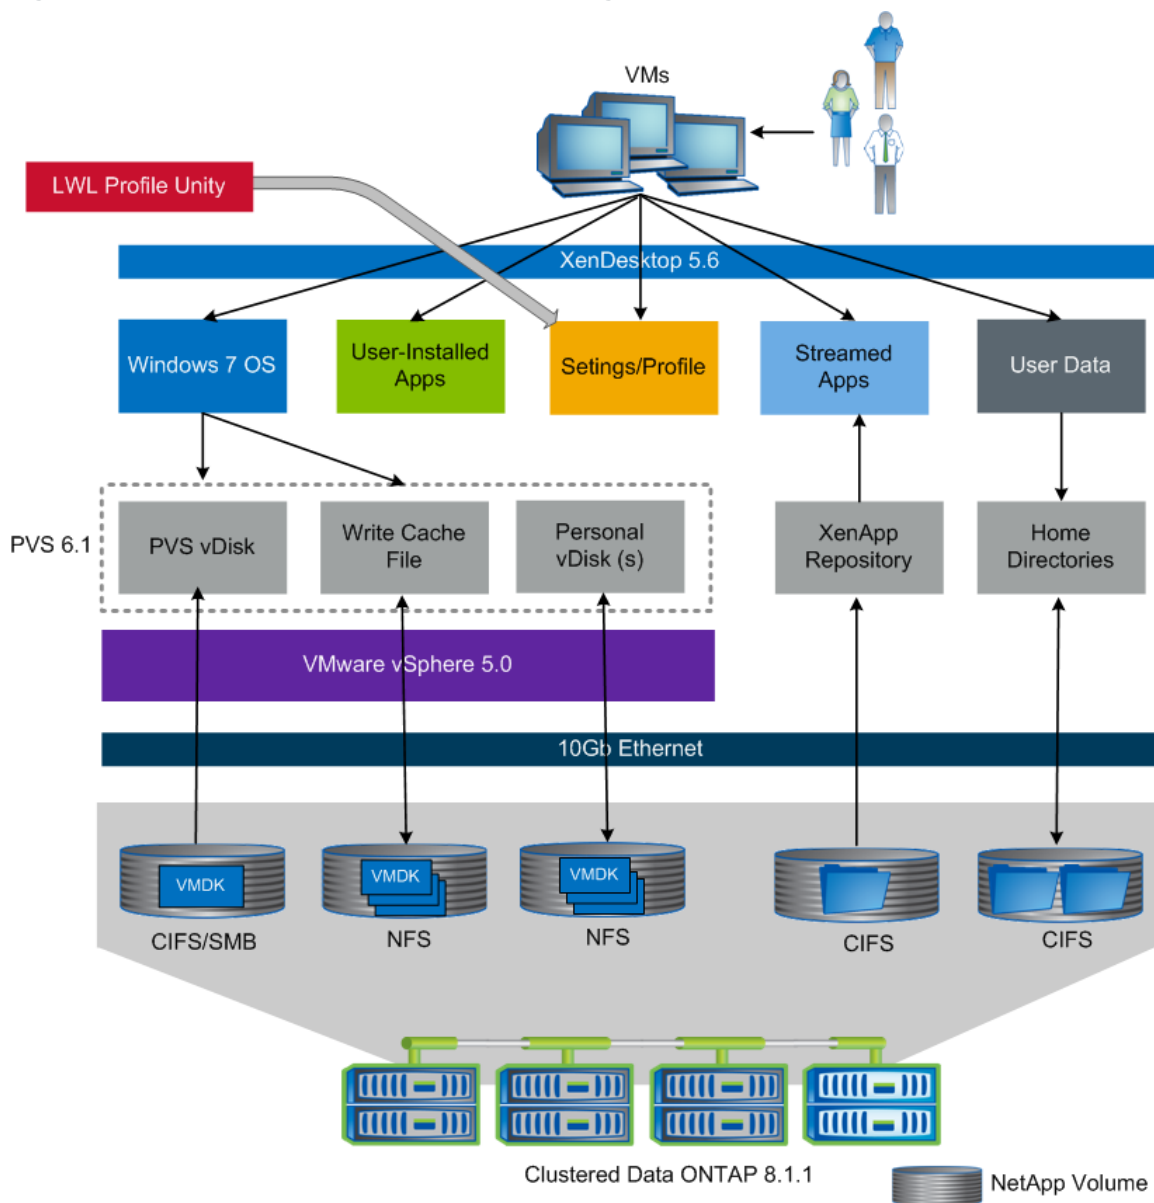 VMs
LWL Profile Unity
XenDesktop 5.6
Windows 7 OS
User-Installed
Apps
Setings/Profile
Streamed
Apps
User Data
PVS 6.1
PVS vDisk
Write Cache
File
Personal
vDisk (s)
XenApp
Repository
Home
Directories
VMware vSphere 5.0
10Gb Ethernet
VMDK
VMDK
VMDK
CIFS/SMB
NFS
NFS
CIFS
CIFS
Clustered Data ONTAP 8.1.1
NetApp Volume